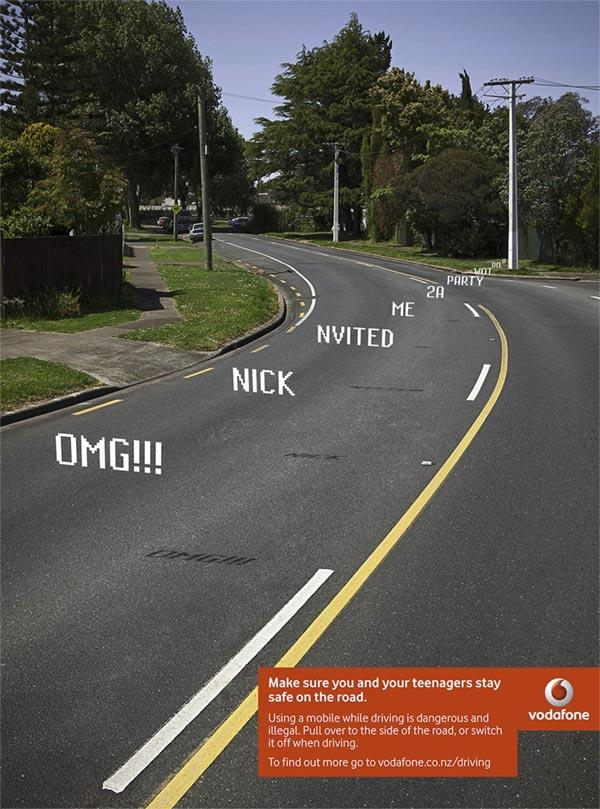 OMG!!!
NICK
NVITED
ME
2A
PARTY
WOT
DO
Make sure you and your teenagers stay
safe on the road.
Using a mobile while driving is dangerous and
illegal. Pull over to the side of the road, or switch
it off when driving.
To find out more go to vodafone.co.nz/driving
vodafone